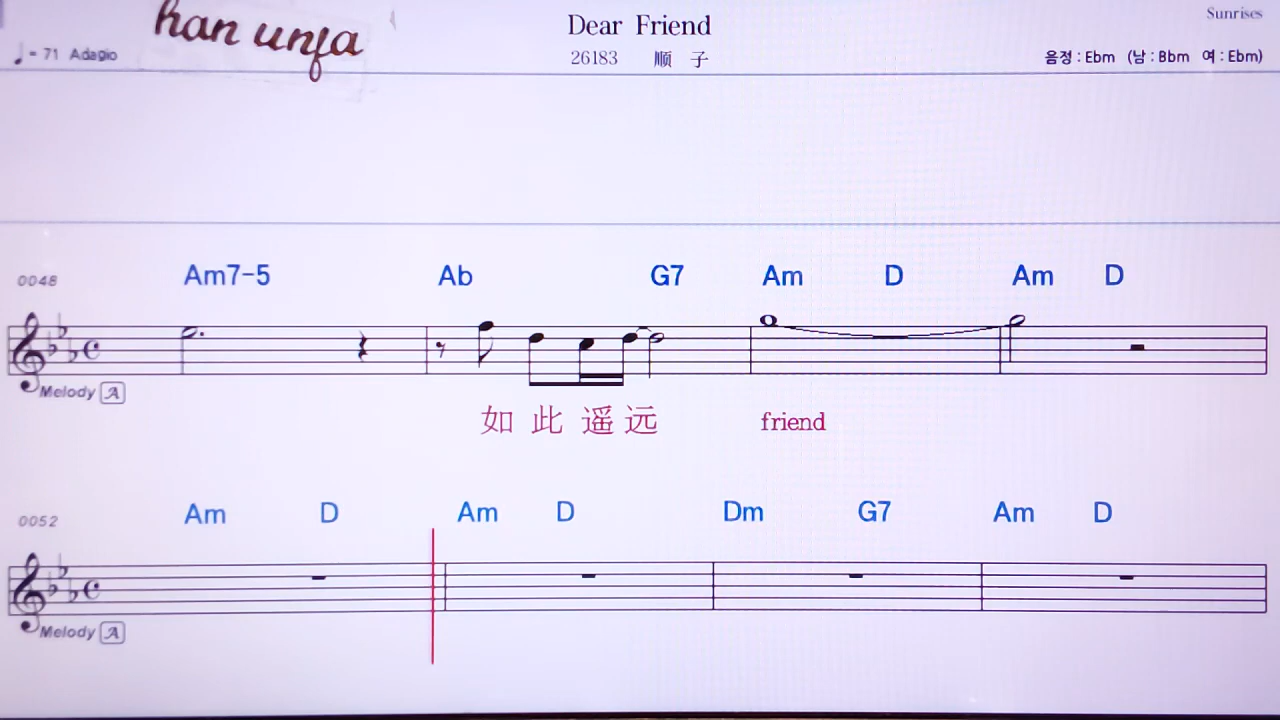 han unja
Dear Friend
Sunrises
♩= 71 Adagio
26183 顺 子
음정 : Ebm (남 : Bbm 여 : Ebm)
0048 Am7-5 Ab G7 Am D Am D
Melody A
如 此 遥 远 friend
0052 Am D Am D Dm G7 Am D
Melody A